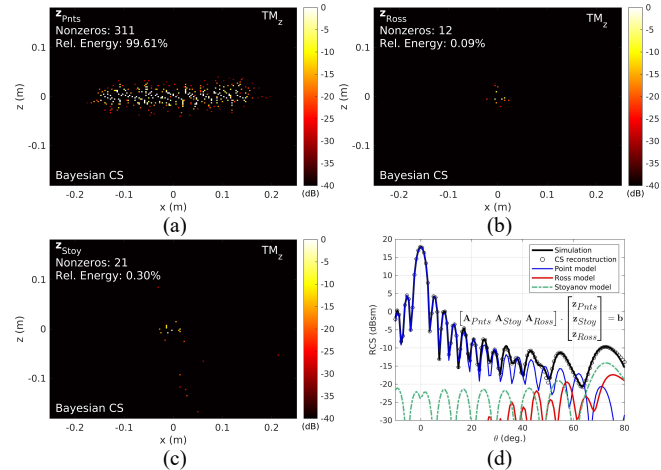 z_Pnts
TM_z
Nonzeros: 311
Rel. Energy: 99.61%
0.1
0
-0.1
z (m)
Bayesian CS
-0.2 -0.1 0 0.1 0.2
x (m)
0
-5
-10
-15
-20
-25
-30
-35
-40
(dB)
(a)
z_Ross
TM_z
Nonzeros: 12
Rel. Energy: 0.09%
0.1
0
-0.1
z (m)
Bayesian CS
-0.2 -0.1 0 0.1 0.2
x (m)
0
-5
-10
-15
-20
-25
-30
-35
-40
(dB)
(b)
z_Stoy
TM_z
Nonzeros: 21
Rel. Energy: 0.30%
0.1
0
-0.1
z (m)
Bayesian CS
-0.2 -0.1 0 0.1 0.2
x (m)
0
-5
-10
-15
-20
-25
-30
-35
-40
(dB)
(c)
20
15
10
5
0
-5
-10
-15
-20
-25
-30
RCS (dBsm)
Simulation
CS reconstruction
Point model
Ross model
Stoyanov model
[A_Pnts A_Stoy A_Ross] · [z_Pnts z_Stoy z_Ross] = b
0 10 20 30 40 50 60 70 80
θ (deg.)
(d)